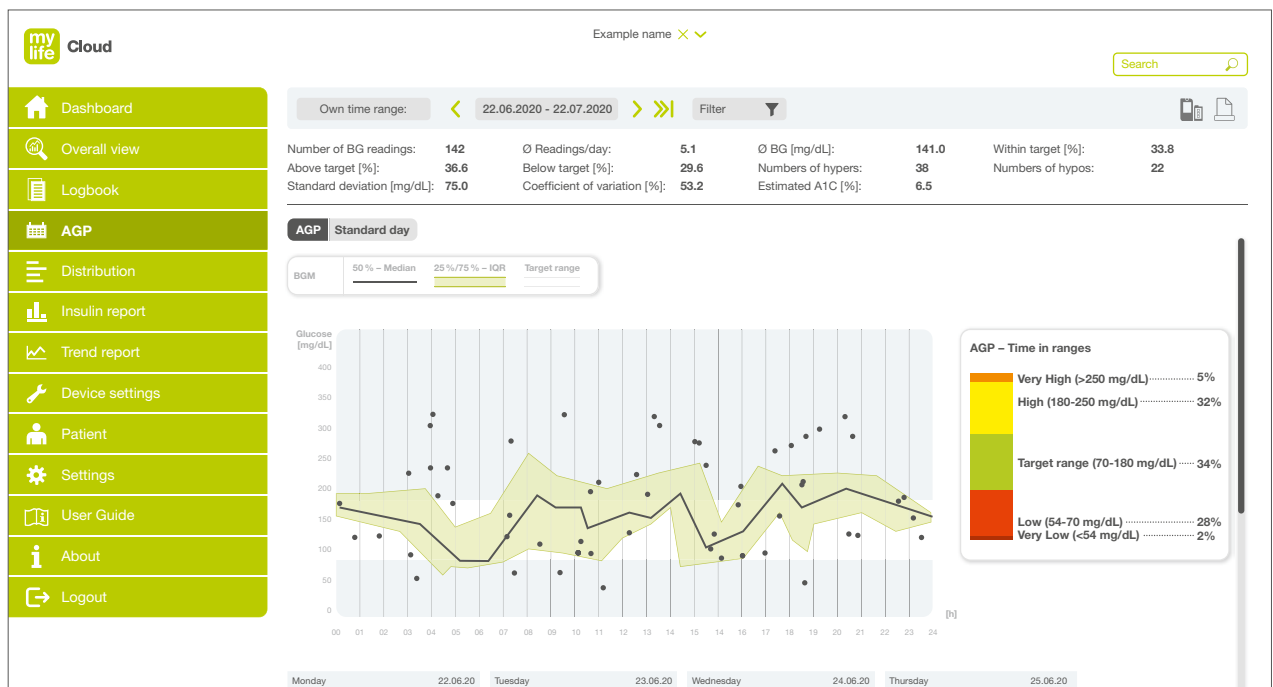 my life Cloud
Example name
Search
Dashboard
Overall view
Logbook
AGP
Distribution
Insulin report
Trend report
Device settings
Patient
Settings
User Guide
About
Logout
Own time range: 22.06.2020 - 22.07.2020 Filter
Number of BG readings: 142 Ø Readings/day: 5.1 Ø BG [mg/dL]: 141.0 Within target [%]: 33.8
Above target [%]: 36.6 Below target [%]: 29.6 Numbers of hypers: 38 Numbers of hypos: 22
Standard deviation [mg/dL]: 75.0 Coefficient of variation [%]: 53.2 Estimated A1C [%]: 6.5
AGP Standard day
BGM 50 % – Median 25 %/75 % – IQR Target range
Glucose
[mg/dL]
400
350
300
250
200
150
100
50
0
[h]
00 01 02 03 04 05 06 07 08 09 10 11 12 13 14 15 14 16 17 18 19 20 21 22 23 24
AGP – Time in ranges
Very High (>250 mg/dL) 5%
High (180-250 mg/dL) 32%
Target range (70-180 mg/dL) 34%
Low (54-70 mg/dL) 28%
Very Low (<54 mg/dL) 2%
Monday 22.06.20 Tuesday 23.06.20 Wednesday 24.06.20 Thursday 25.06.20